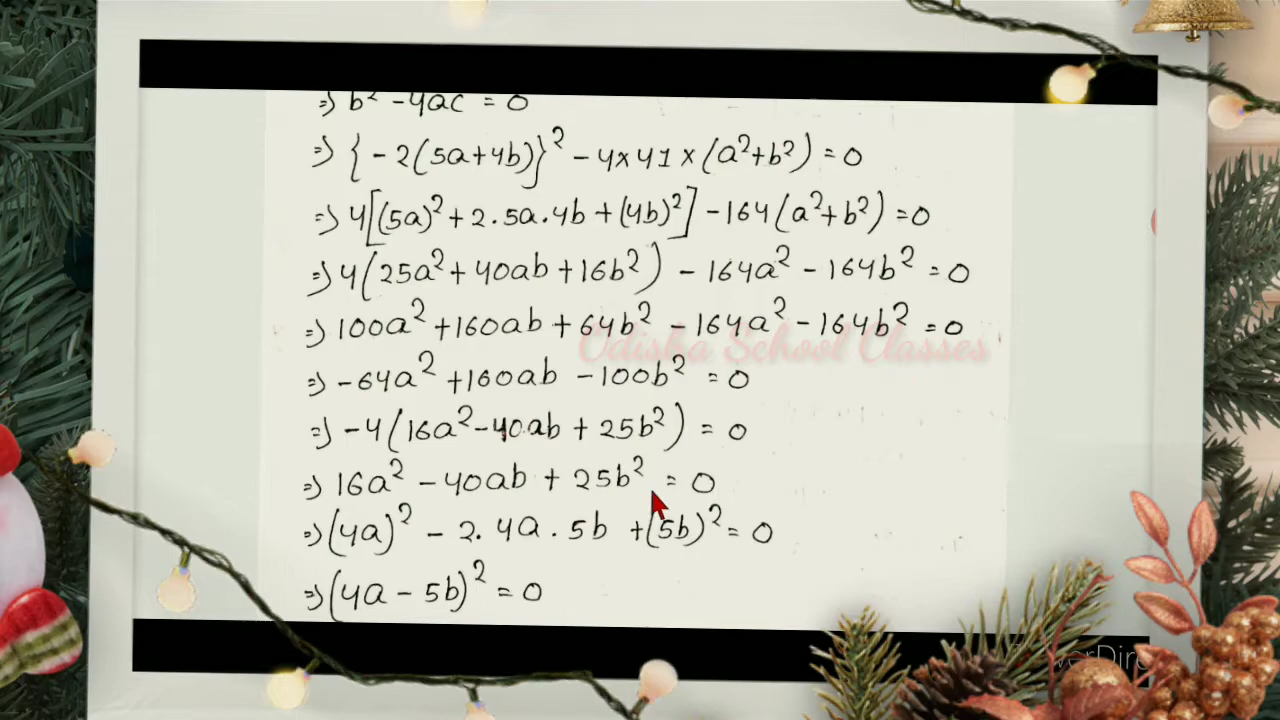 ⇒ b² - 4ac = 0
⇒ {-2(5a+4b)}² - 4×41×(a²+b²) = 0
⇒ 4[(5a)² + 2·5a·4b + (4b)²] - 164(a²+b²) = 0
⇒ 4(25a² + 40ab + 16b²) - 164a² - 164b² = 0
⇒ 100a² + 160ab + 64b² - 164a² - 164b² = 0
Odisha School Classes
⇒ -64a² + 160ab - 100b² = 0
⇒ -4(16a² - 40ab + 25b²) = 0
⇒ 16a² - 40ab + 25b² = 0
⇒ (4a)² - 2. 4a . 5b + (5b)² = 0
⇒ (4a - 5b)² = 0